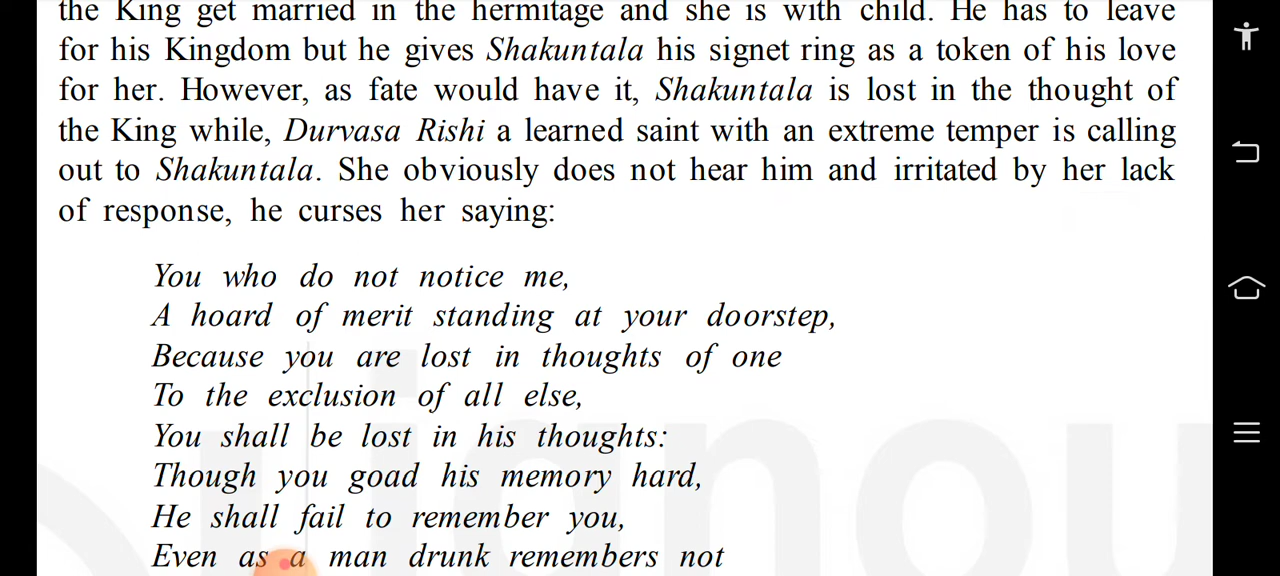 the King get married in the hermitage and she is with child. He has to leave
for his Kingdom but he gives Shakuntala his signet ring as a token of his love
for her. However, as fate would have it, Shakuntala is lost in the thought of
the King while, Durvasa Rishi a learned saint with an extreme temper is calling
out to Shakuntala. She obviously does not hear him and irritated by her lack
of response, he curses her saying:
You who do not notice me,
A hoard of merit standing at your doorstep,
Because you are lost in thoughts of one
To the exclusion of all else,
You shall be lost in his thoughts:
Though you goad his memory hard,
He shall fail to remember you,
Even as a man drunk remembers not
ignou